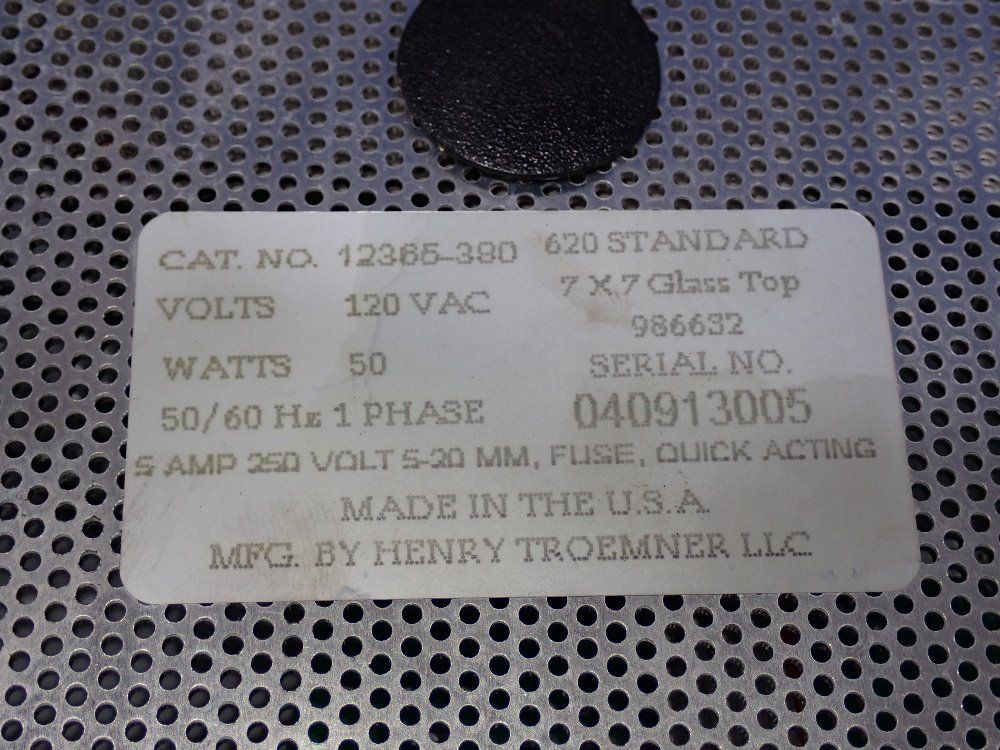 CAT. NO. 12365-390
620 STANDARD
7 X 7 Glass Top
VOLTS 120 VAC
986632
WATTS 50
SERIAL NO.
50/60 Hz 1 PHASE
040913005
5 AMP 250 VOLT 5-20 MM, FUSE, QUICK ACTING
MADE IN THE U.S.A.
MFG. BY HENRY TROEMNER LLC